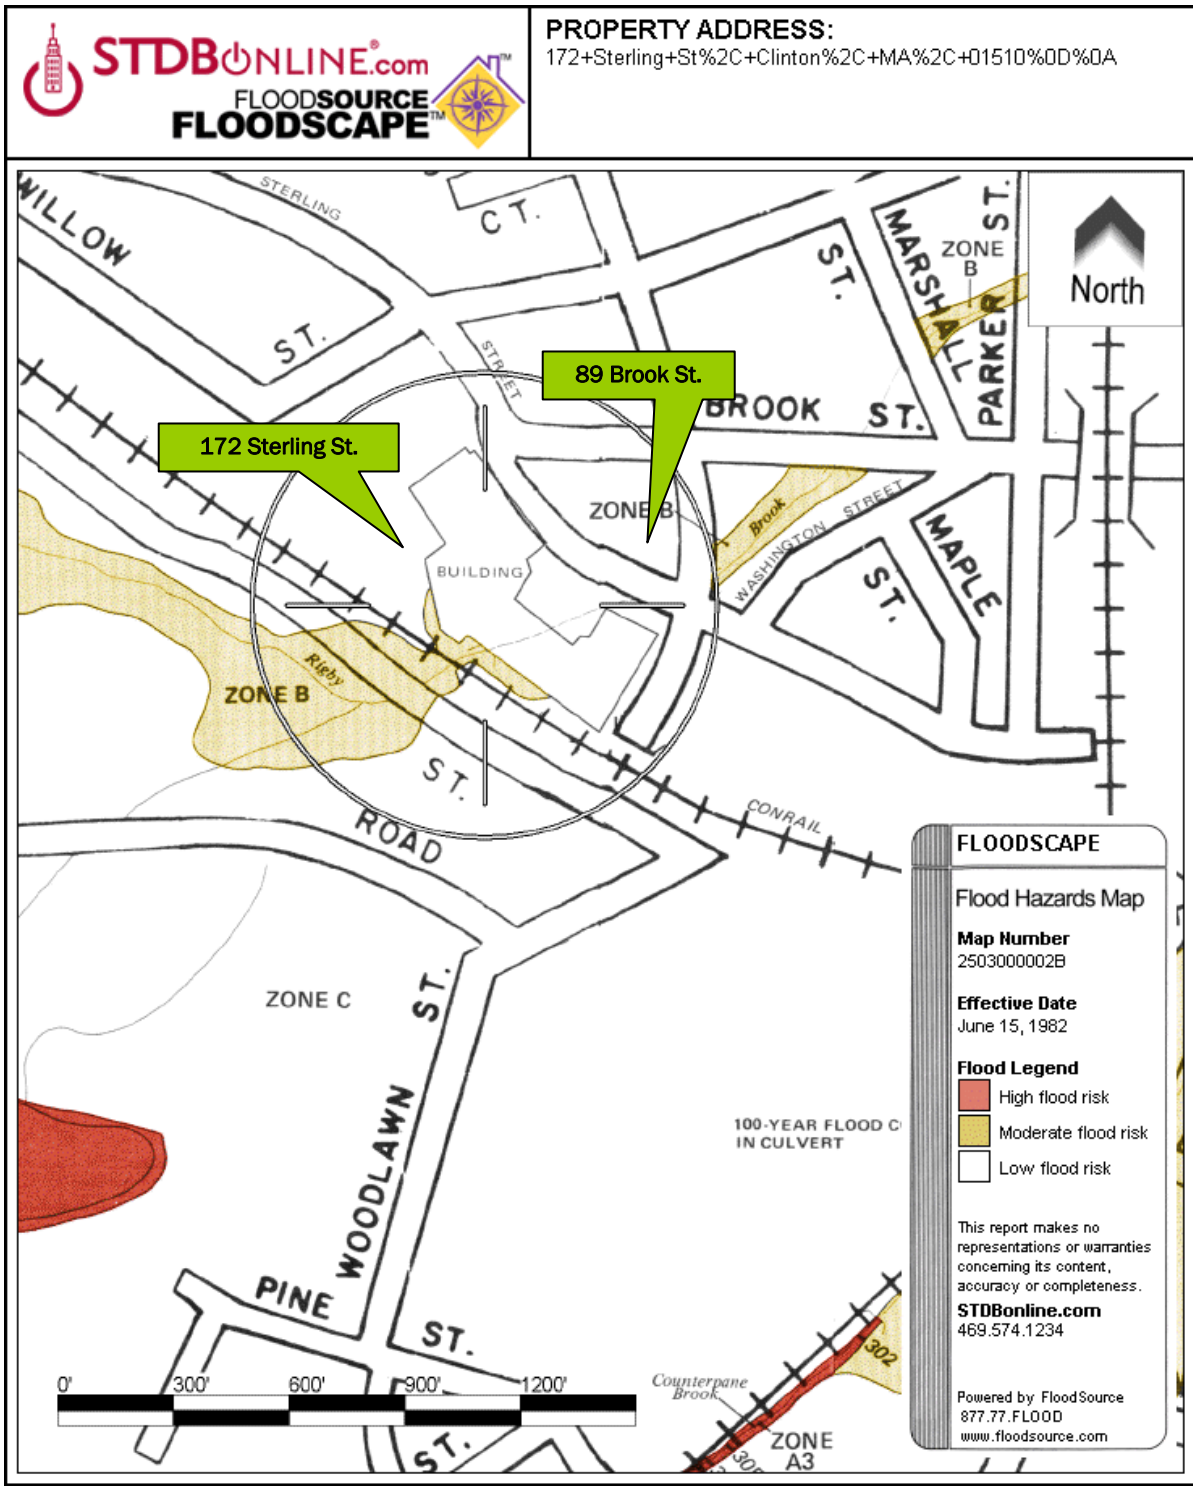 STDBONLINE.com
FLOODSOURCE
FLOODSCAPE™
PROPERTY ADDRESS:
172+Sterling+St%2C+Clinton%2C+MA%2C+01510%0D%0A
WILLOW
ST.
STERLING
STREET
CT.
ST.
MARSHALL
PARKER ST.
ZONE
B
North
172 Sterling St.
89 Brook St.
BROOK ST.
ZONE B
Brook
WASHINGTON STREET
MAPLE
ST.
BUILDING
Rigby
ZONE B
ST.
ROAD
CONRAIL
ZONE C
WOODLAWN ST.
PINE ST.
ST.
100-YEAR FLOOD C
IN CULVERT
Counterpane
Brook
302
ZONE
A3
0' 300' 600' 900' 1200'
FLOODSCAPE
Flood Hazards Map
Map Number
2503000002B
Effective Date
June 15, 1982
Flood Legend
High flood risk
Moderate flood risk
Low flood risk
This report makes no
representations or warranties
concerning its content,
accuracy or completeness.
STDBonline.com
469.574.1234
Powered by FloodSource
877.77.FLOOD
www.floodsource.com